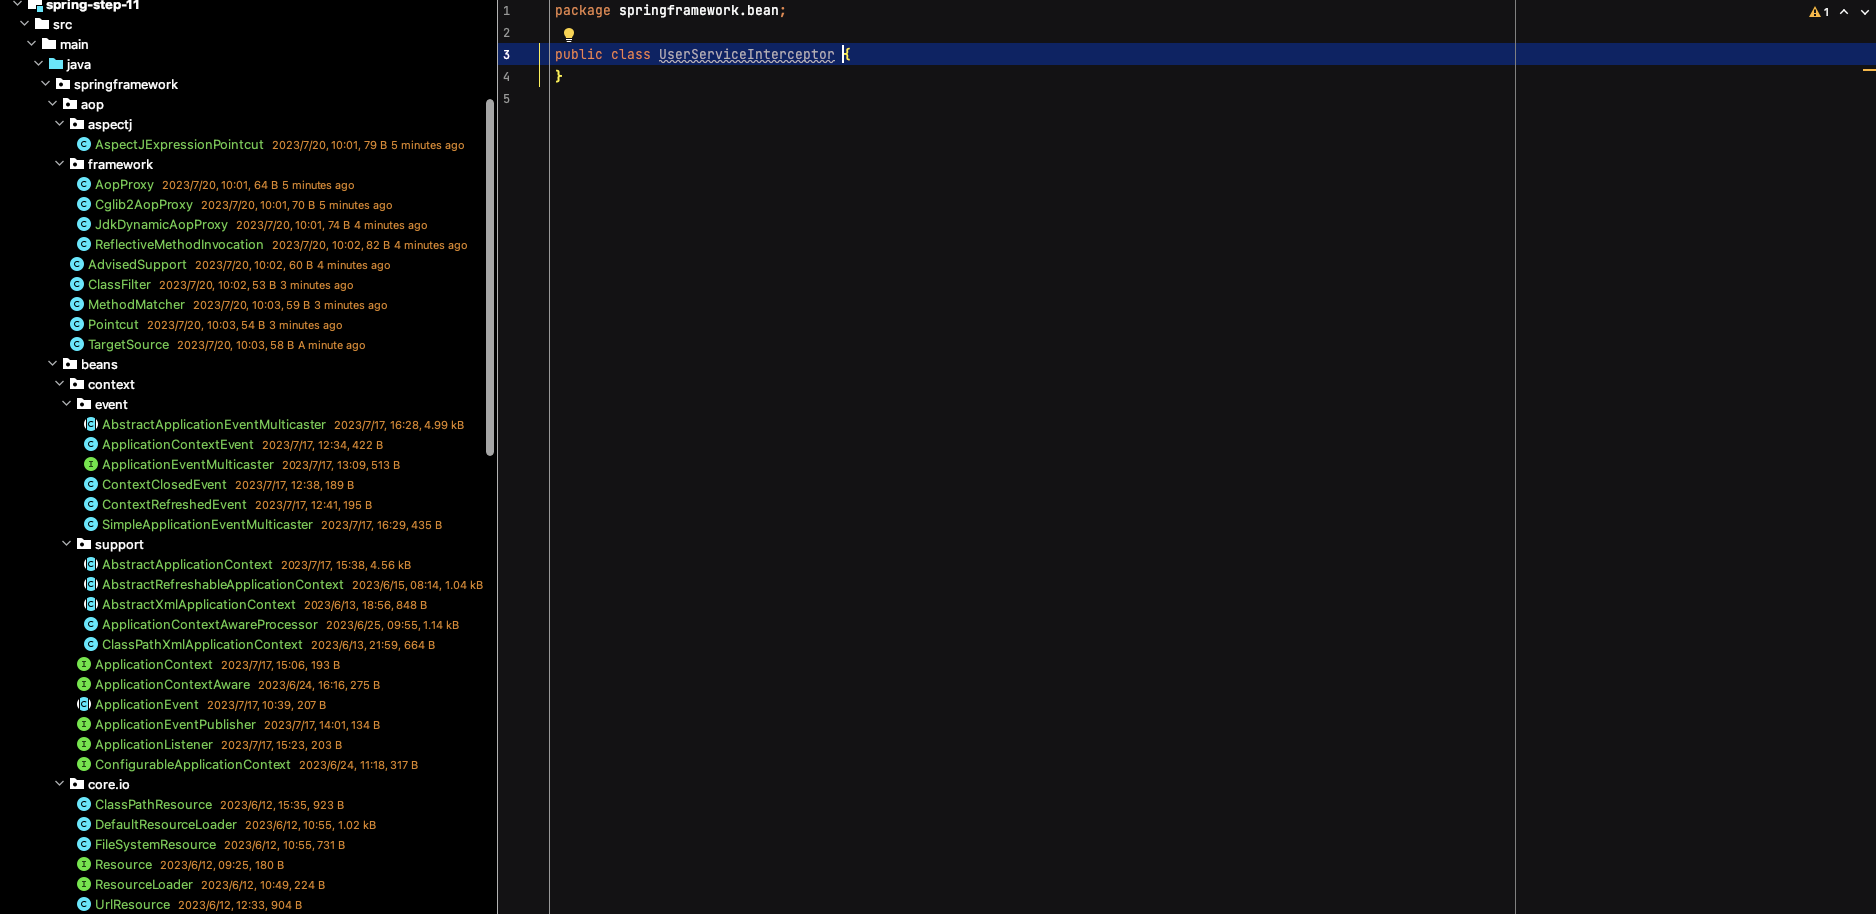 spring-step-11
src
main
java
springframework
aop
aspectj
AspectJExpressionPointcut 2023/7/20, 10:01, 79 B 5 minutes ago
framework
AopProxy 2023/7/20, 10:01, 64 B 5 minutes ago
Cglib2AopProxy 2023/7/20, 10:01, 70 B 5 minutes ago
JdkDynamicAopProxy 2023/7/20, 10:01, 74 B 4 minutes ago
ReflectiveMethodInvocation 2023/7/20, 10:02, 82 B 4 minutes ago
AdvisedSupport 2023/7/20, 10:02, 60 B 4 minutes ago
ClassFilter 2023/7/20, 10:02, 53 B 3 minutes ago
MethodMatcher 2023/7/20, 10:03, 59 B 3 minutes ago
Pointcut 2023/7/20, 10:03, 54 B 3 minutes ago
TargetSource 2023/7/20, 10:03, 58 B A minute ago
beans
context
event
AbstractApplicationEventMulticaster 2023/7/17, 16:28, 4.99 kB
ApplicationContextEvent 2023/7/17, 12:34, 422 B
ApplicationEventMulticaster 2023/7/17, 13:09, 513 B
ContextClosedEvent 2023/7/17, 12:38, 189 B
ContextRefreshedEvent 2023/7/17, 12:41, 195 B
SimpleApplicationEventMulticaster 2023/7/17, 16:29, 435 B
support
AbstractApplicationContext 2023/7/17, 15:38, 4.56 kB
AbstractRefreshableApplicationContext 2023/6/15, 08:14, 1.04 kB
AbstractXmlApplicationContext 2023/6/13, 18:56, 848 B
ApplicationContextAwareProcessor 2023/6/25, 09:55, 1.14 kB
ClassPathXmlApplicationContext 2023/6/13, 21:59, 664 B
ApplicationContext 2023/7/17, 15:06, 193 B
ApplicationContextAware 2023/6/24, 16:16, 275 B
ApplicationEvent 2023/7/17, 10:39, 207 B
ApplicationEventPublisher 2023/7/17, 14:01, 134 B
ApplicationListener 2023/7/17, 15:23, 203 B
ConfigurableApplicationContext 2023/6/24, 11:18, 317 B
core.io
ClassPathResource 2023/6/12, 15:35, 923 B
DefaultResourceLoader 2023/6/12, 10:55, 1.02 kB
FileSystemResource 2023/6/12, 10:55, 731 B
Resource 2023/6/12, 09:25, 180 B
ResourceLoader 2023/6/12, 10:49, 224 B
UrlResource 2023/6/12, 12:33, 904 B
1 package springframework.bean;
2
3 public class UserServiceInterceptor {
4 }
5
1